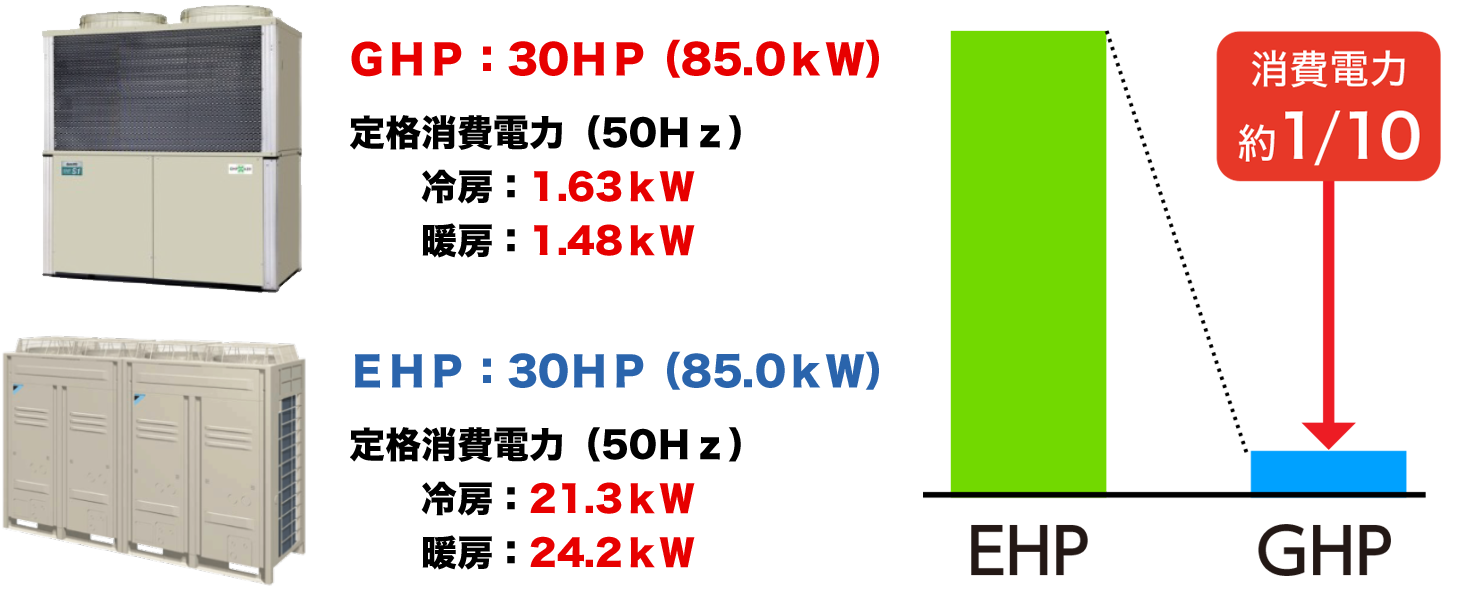 GHP：30HP（85.0kW）
定格消費電力（50Hz）
冷房：1.63kW
暖房：1.48kW
EHP：30HP（85.0kW）
定格消費電力（50Hz）
冷房：21.3kW
暖房：24.2kW
消費電力
約1/10
EHP
GHP